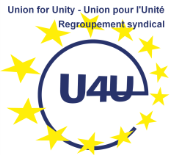 Union for Unity - Union pour l'Unité
Regroupement syndical
U4U